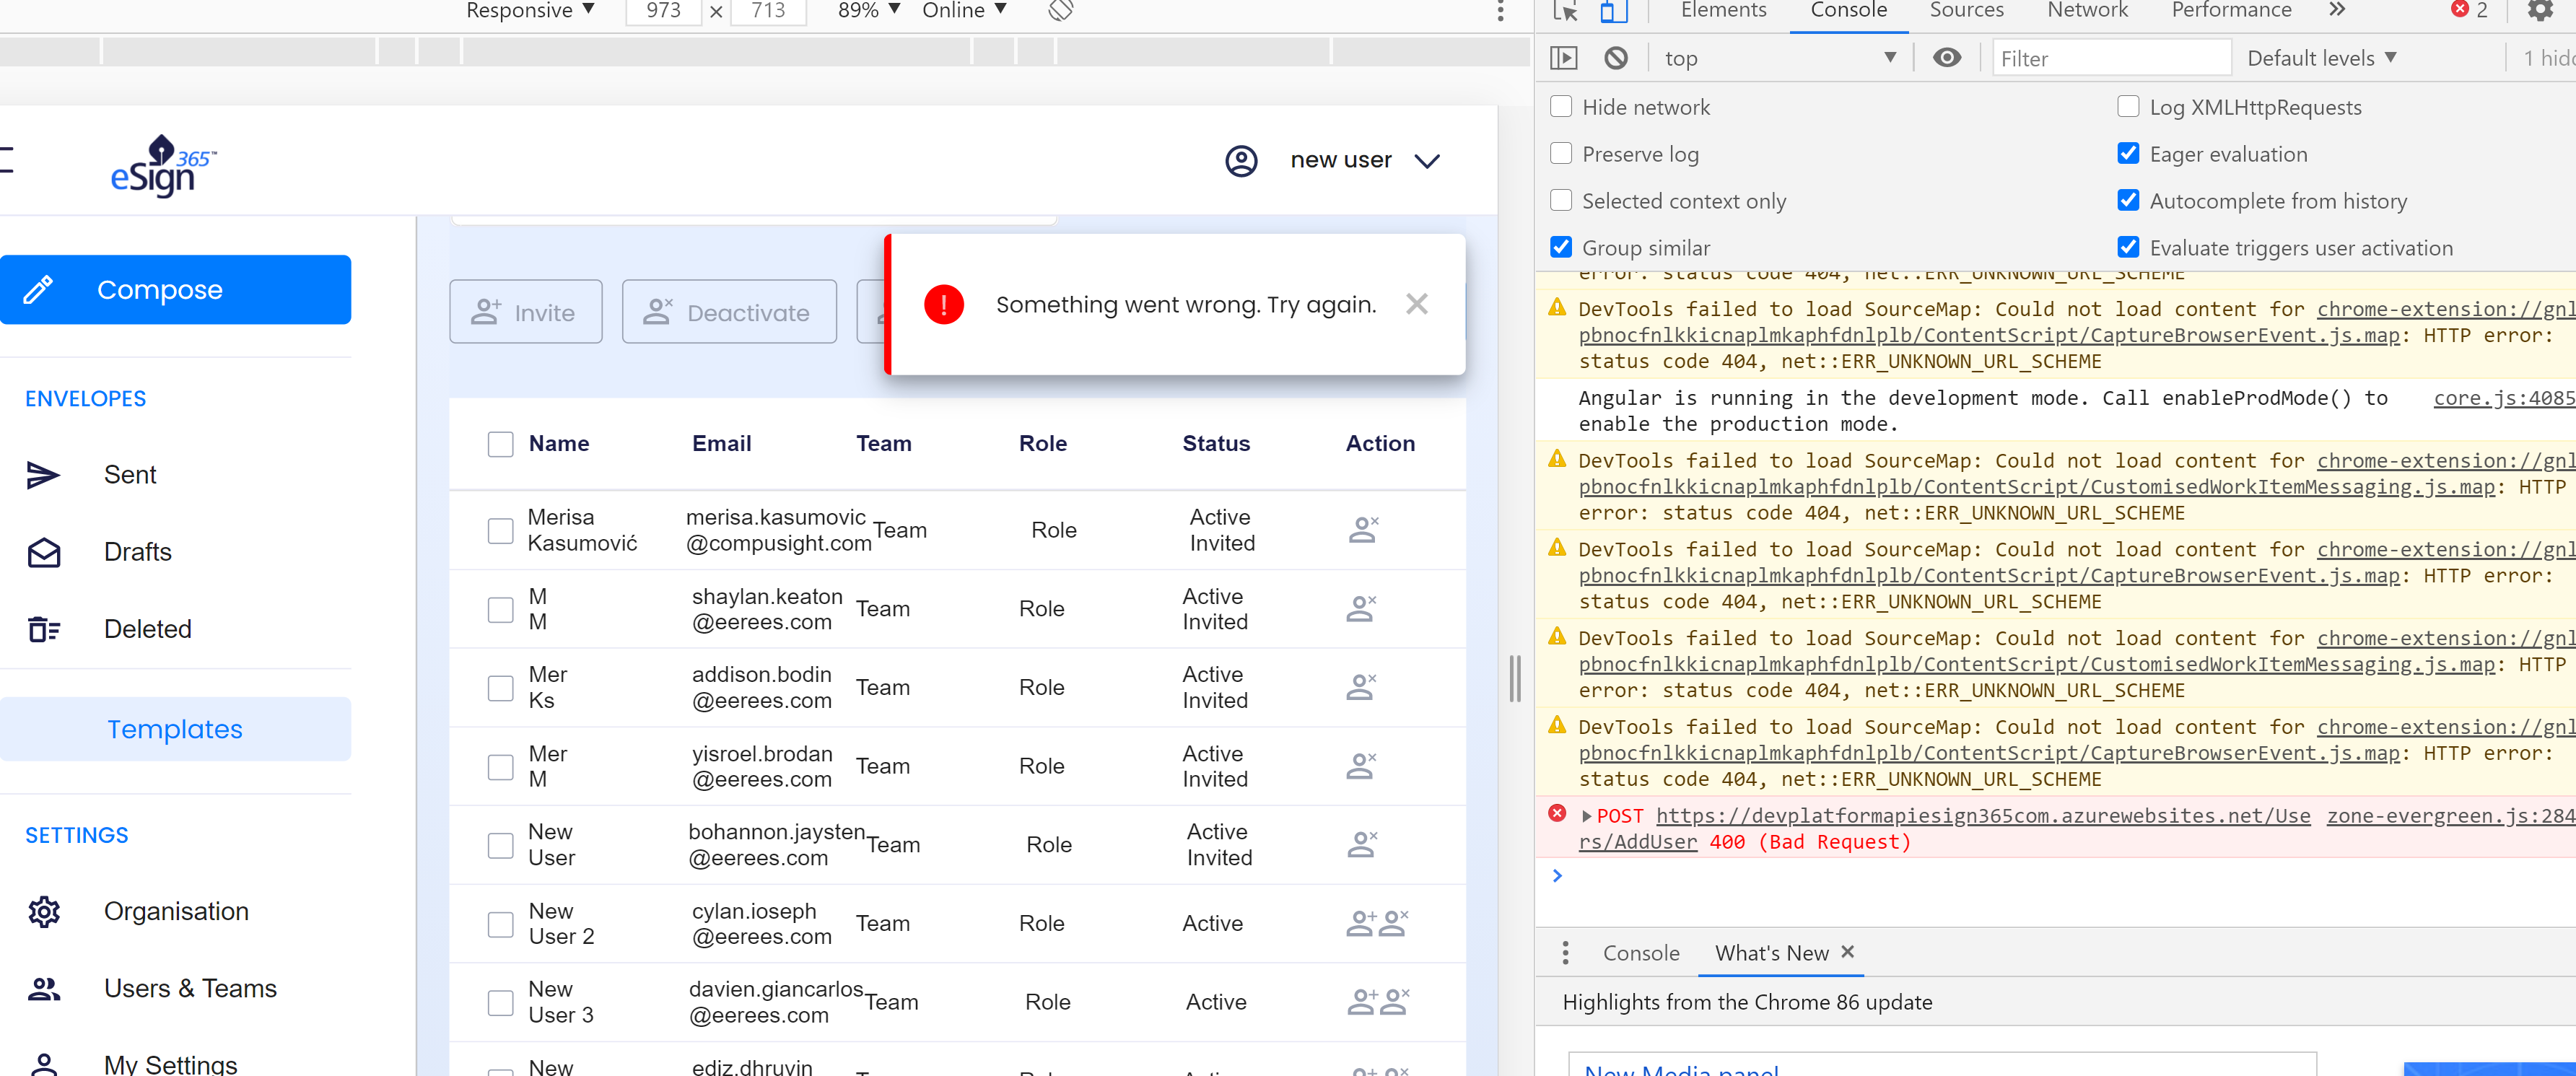 Responsive ▼ 973 × 713 89% ▼ Online ▼
eSign 365™
new user
Compose
ENVELOPES
Sent
Drafts
Deleted
Templates
SETTINGS
Organisation
Users & Teams
My Settings
Invite
Deactivate
Something went wrong. Try again.
Name Email Team Role Status Action
Merisa Kasumović merisa.kasumovic@compusight.com Team Role Active Invited
M M shaylan.keaton@eerees.com Team Role Active Invited
Mer Ks addison.bodin@eerees.com Team Role Active Invited
Mer M yisroel.brodan@eerees.com Team Role Active Invited
New User bohannon.jaysten@eerees.com Team Role Active Invited
New User 2 cylan.ioseph@eerees.com Team Role Active
New User 3 davien.giancarlos@eerees.com Team Role Active
New ediz.dhruvin
Elements Console Sources Network Performance » 2
top ▼ Filter Default levels ▼ 1
Hide network
Log XMLHttpRequests
Preserve log
Eager evaluation
Selected context only
Autocomplete from history
Group similar
Evaluate triggers user activation
error: status code 404, net::ERR_UNKNOWN_URL_SCHEME
DevTools failed to load SourceMap: Could not load content for chrome-extension://gnl
pbnocfnlkkicnaplmkaphfdnlplb/ContentScript/CaptureBrowserEvent.js.map: HTTP error:
status code 404, net::ERR_UNKNOWN_URL_SCHEME
Angular is running in the development mode. Call enableProdMode() to core.js:4085
enable the production mode.
DevTools failed to load SourceMap: Could not load content for chrome-extension://gnl
pbnocfnlkkicnaplmkaphfdnlplb/ContentScript/CustomisedWorkItemMessaging.js.map: HTTP
error: status code 404, net::ERR_UNKNOWN_URL_SCHEME
DevTools failed to load SourceMap: Could not load content for chrome-extension://gnl
pbnocfnlkkicnaplmkaphfdnlplb/ContentScript/CaptureBrowserEvent.js.map: HTTP error:
status code 404, net::ERR_UNKNOWN_URL_SCHEME
DevTools failed to load SourceMap: Could not load content for chrome-extension://gnl
pbnocfnlkkicnaplmkaphfdnlplb/ContentScript/CustomisedWorkItemMessaging.js.map: HTTP
error: status code 404, net::ERR_UNKNOWN_URL_SCHEME
DevTools failed to load SourceMap: Could not load content for chrome-extension://gnl
pbnocfnlkkicnaplmkaphfdnlplb/ContentScript/CaptureBrowserEvent.js.map: HTTP error:
status code 404, net::ERR_UNKNOWN_URL_SCHEME
POST https://devplatformapiesign365com.azurewebsites.net/Use zone-evergreen.js:284
rs/AddUser 400 (Bad Request)
Console What's New
Highlights from the Chrome 86 update
New Media panel